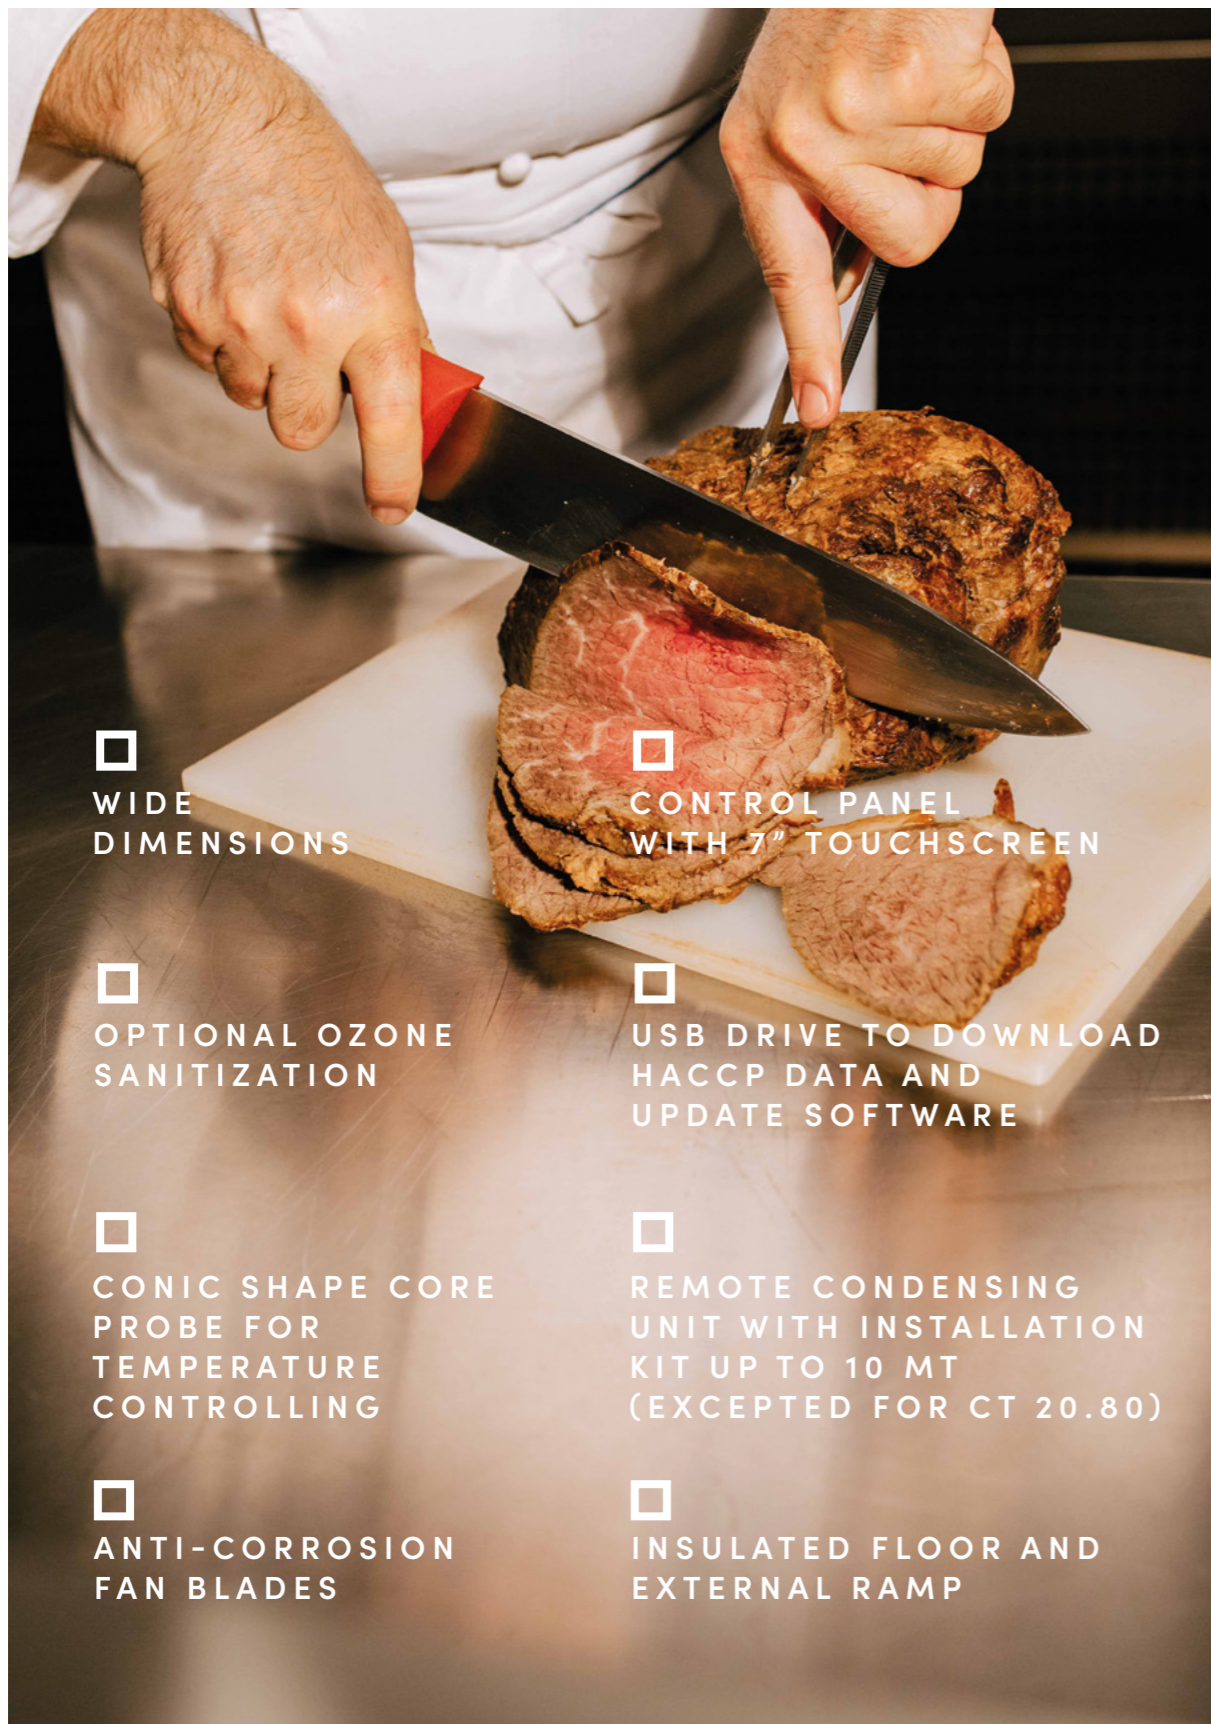 WIDE
DIMENSIONS
CONTROL PANEL
WITH 7” TOUCHSCREEN
OPTIONAL OZONE
SANITIZATION
USB DRIVE TO DOWNLOAD
HACCP DATA AND
UPDATE SOFTWARE
CONIC SHAPE CORE
PROBE FOR
TEMPERATURE
CONTROLLING
REMOTE CONDENSING
UNIT WITH INSTALLATION
KIT UP TO 10 MT
(EXCEPTED FOR CT 20.80)
ANTI-CORROSION
FAN BLADES
INSULATED FLOOR AND
EXTERNAL RAMP